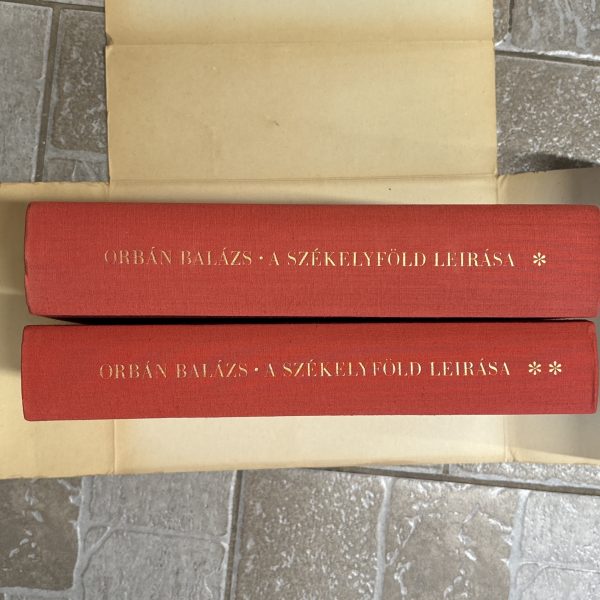 ORBÁN BALÁZS · A SZÉKELYFÖLD LEIRÁSA *
ORBÁN BALÁZS · A SZÉKELYFÖLD LEIRÁSA **